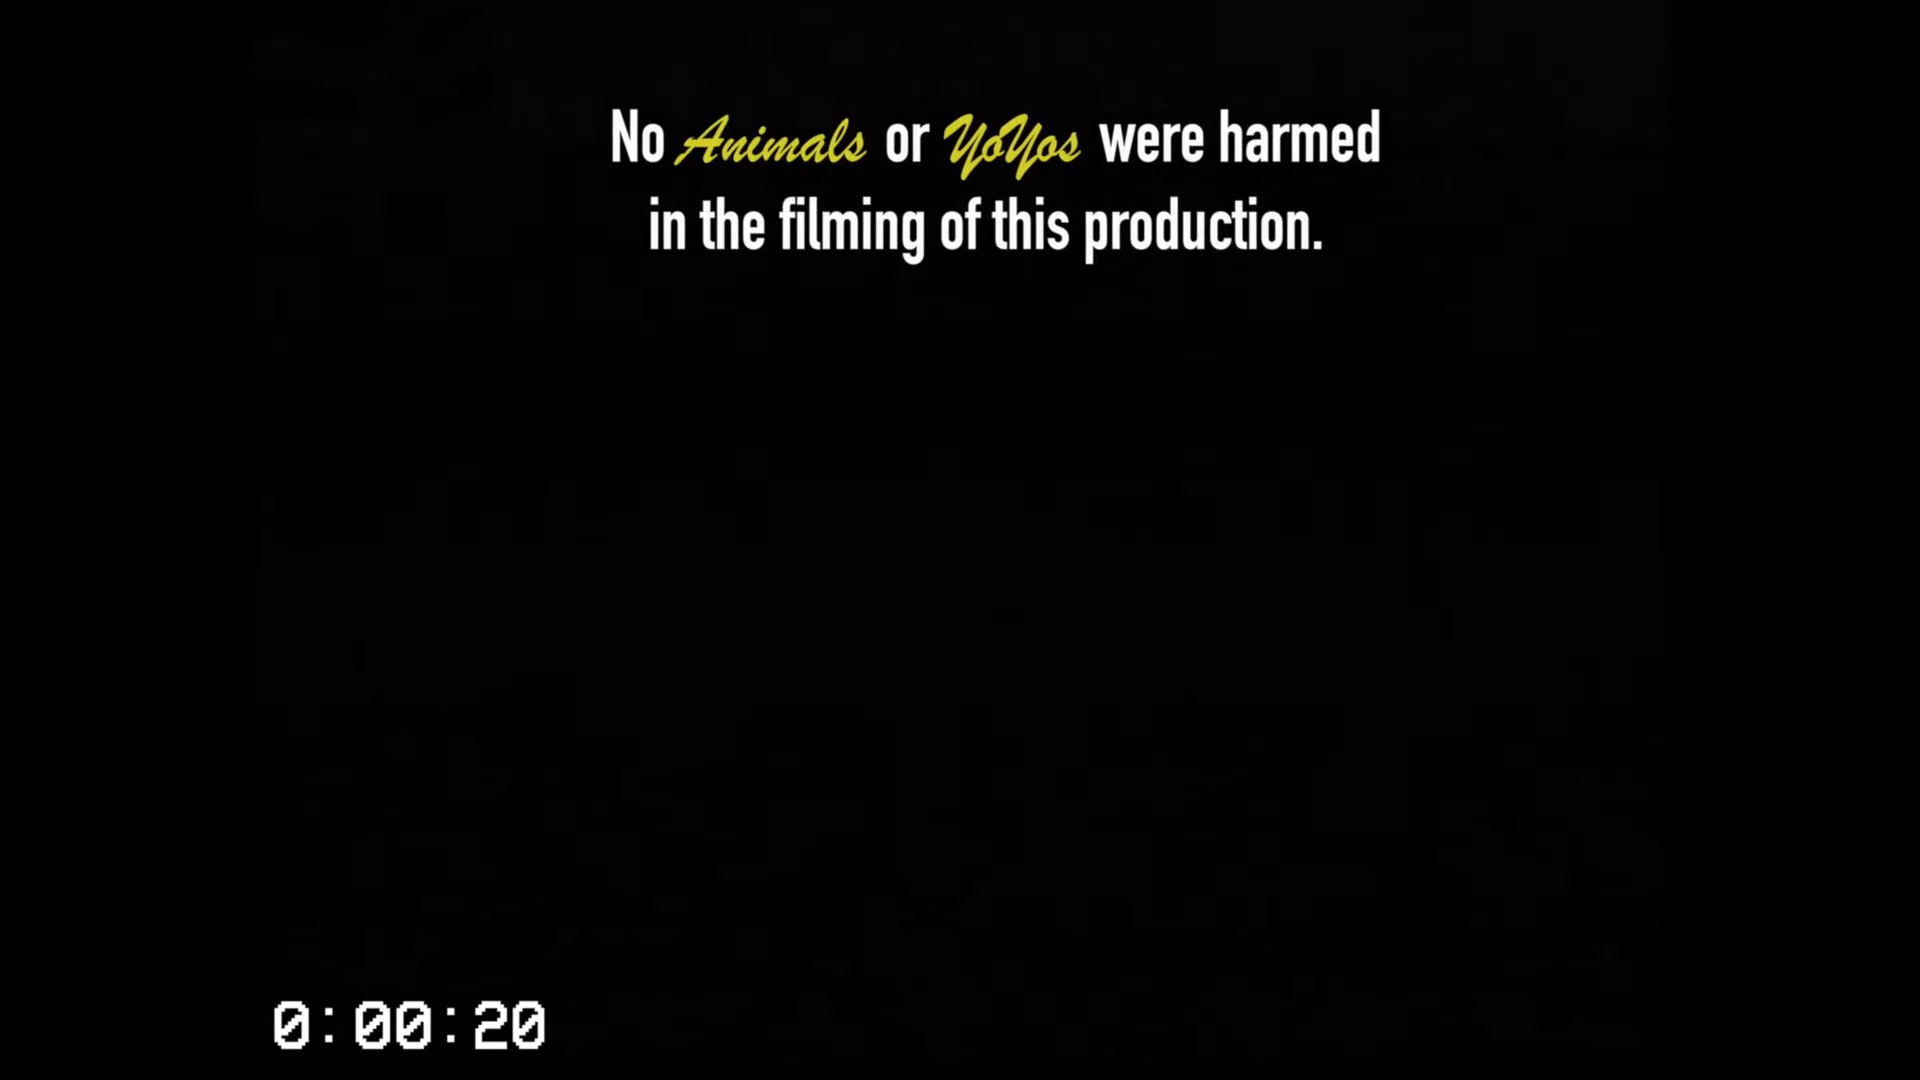 No Animals or YoYos were harmed
in the filming of this production.
0:00:20